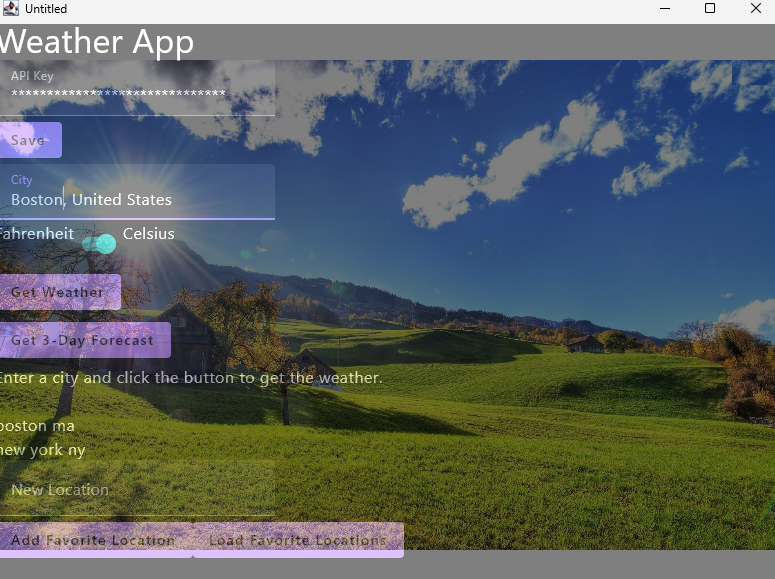 Untitled
Weather App
API Key
******************************
Save
City
Boston, United States
Fahrenheit Celsius
Get Weather
Get 3-Day Forecast
Enter a city and click the button to get the weather.
boston ma
new york ny
New Location
Add Favorite Location Load Favorite Locations